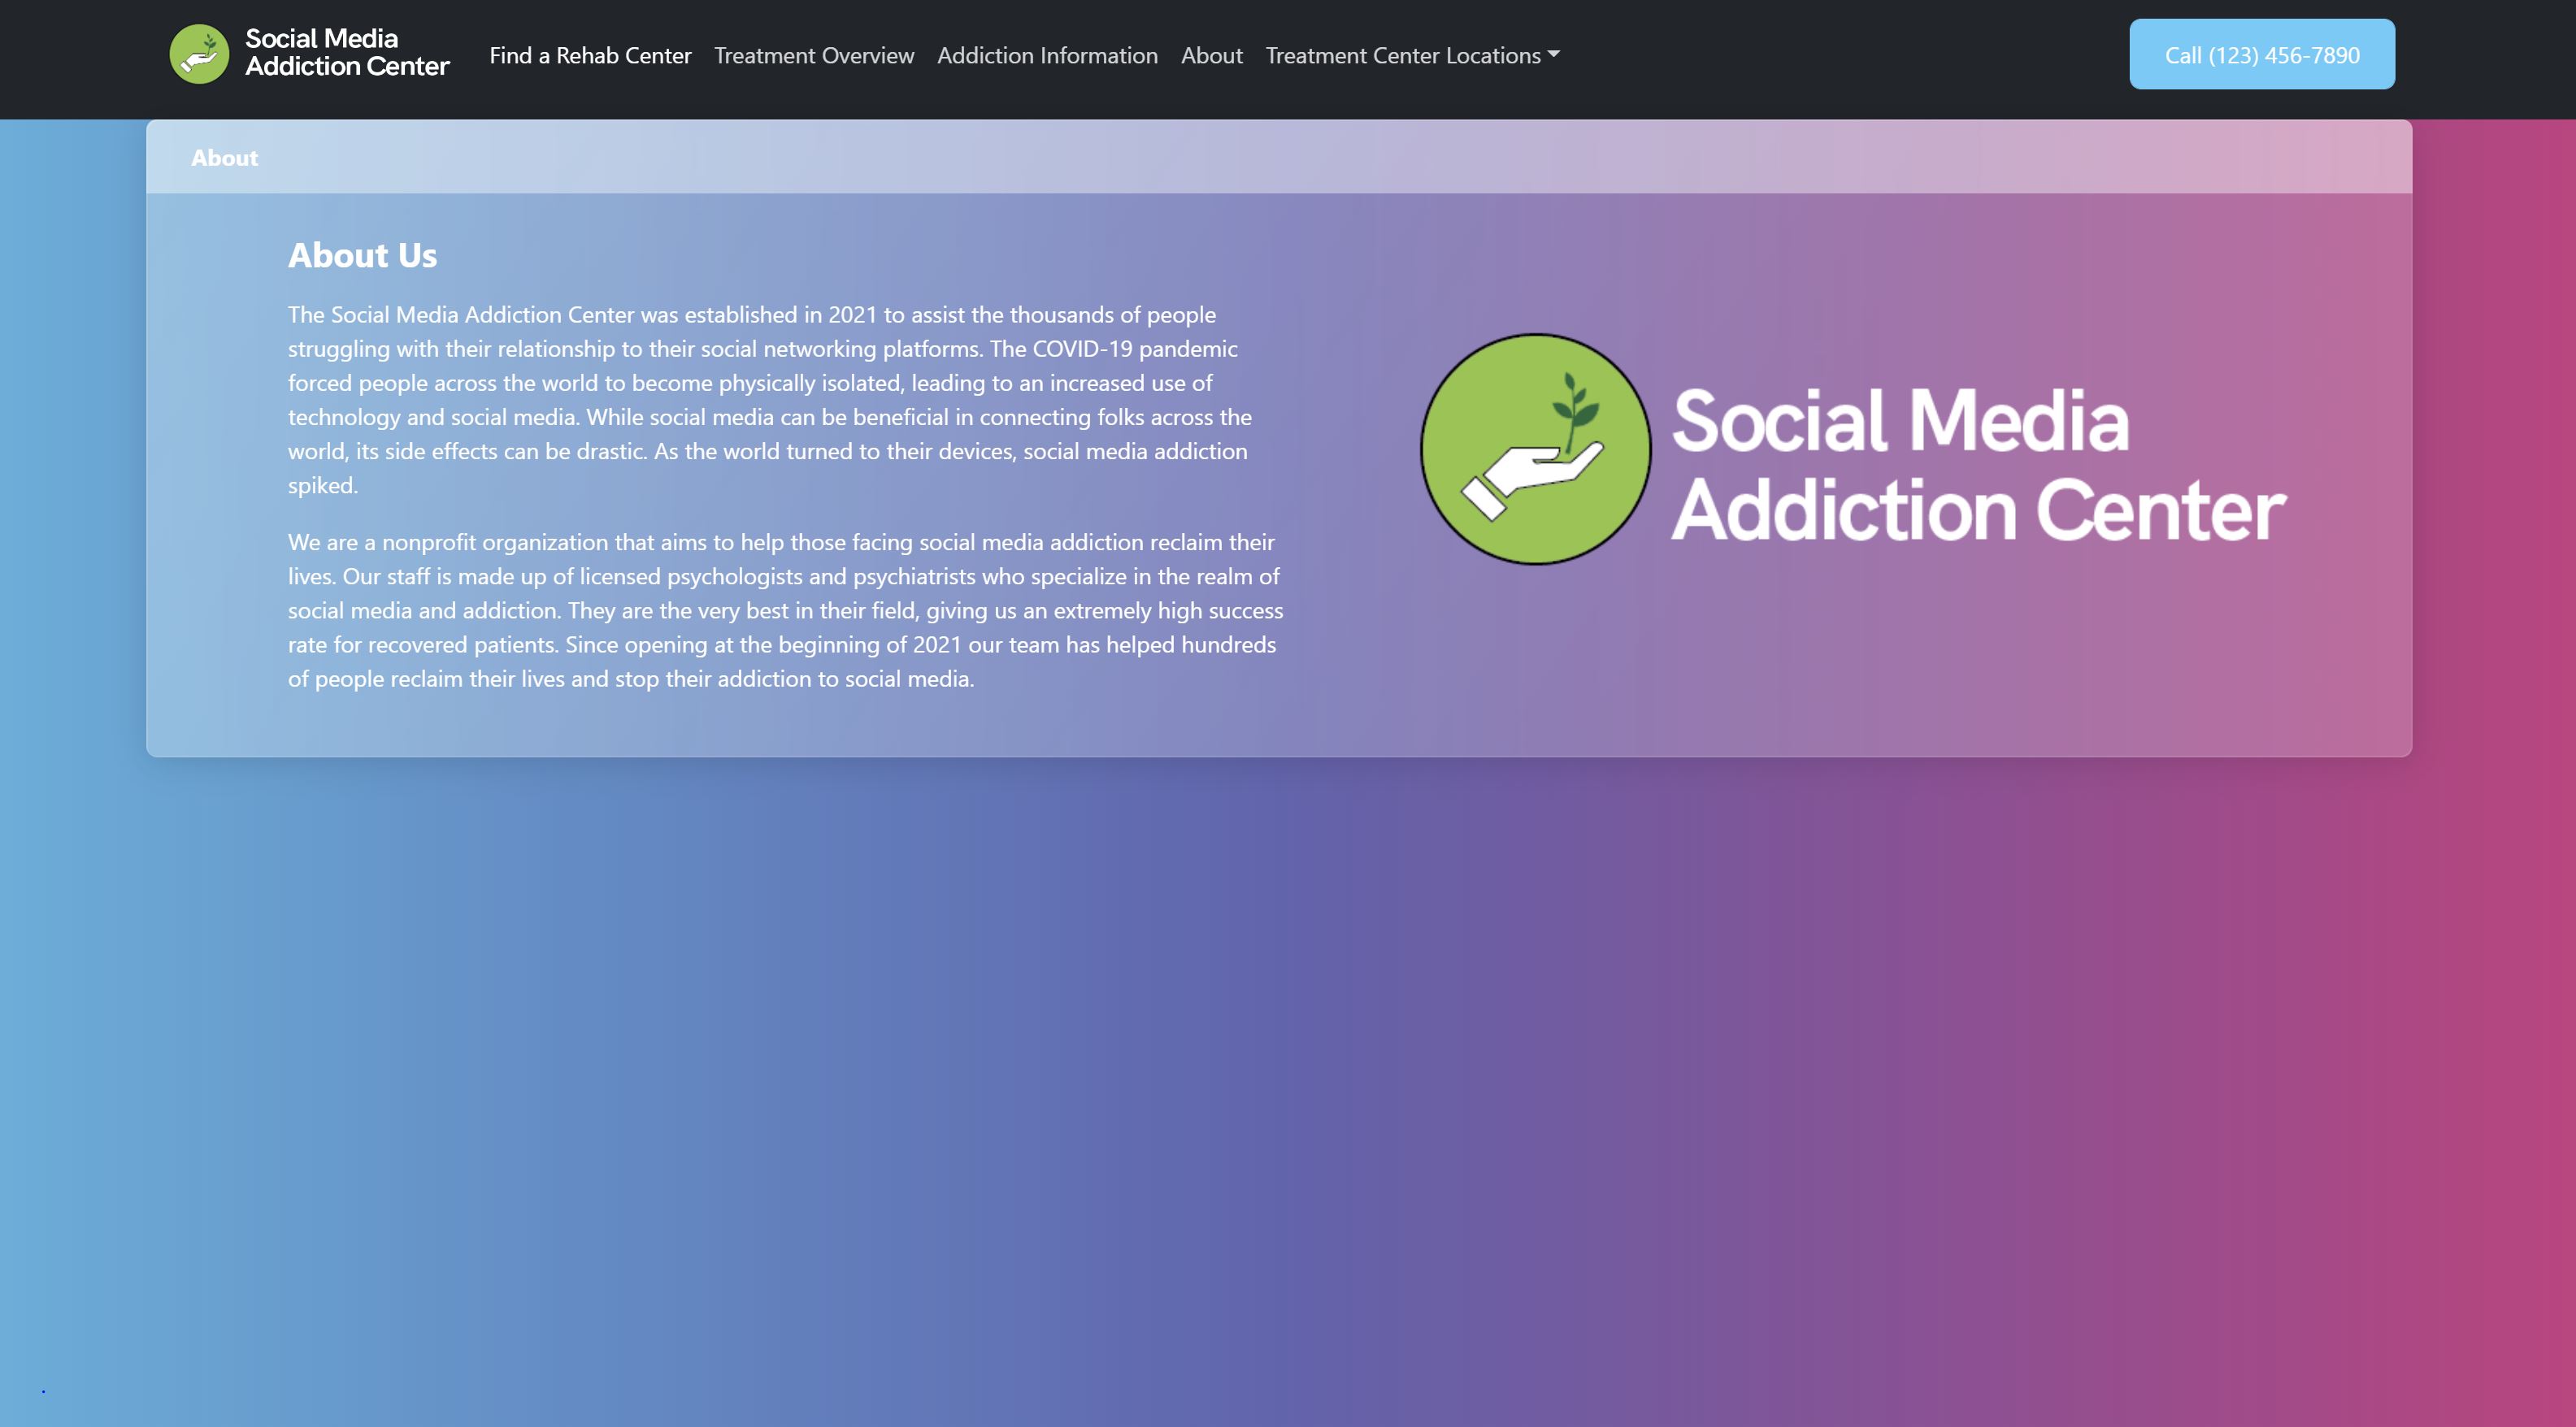 Social Media
Addiction Center
Find a Rehab Center Treatment Overview Addiction Information About Treatment Center Locations
Call (123) 456-7890
About
About Us
The Social Media Addiction Center was established in 2021 to assist the thousands of people
struggling with their relationship to their social networking platforms. The COVID-19 pandemic
forced people across the world to become physically isolated, leading to an increased use of
technology and social media. While social media can be beneficial in connecting folks across the
world, its side effects can be drastic. As the world turned to their devices, social media addiction
spiked.
We are a nonprofit organization that aims to help those facing social media addiction reclaim their
lives. Our staff is made up of licensed psychologists and psychiatrists who specialize in the realm of
social media and addiction. They are the very best in their field, giving us an extremely high success
rate for recovered patients. Since opening at the beginning of 2021 our team has helped hundreds
of people reclaim their lives and stop their addiction to social media.
Social Media
Addiction Center